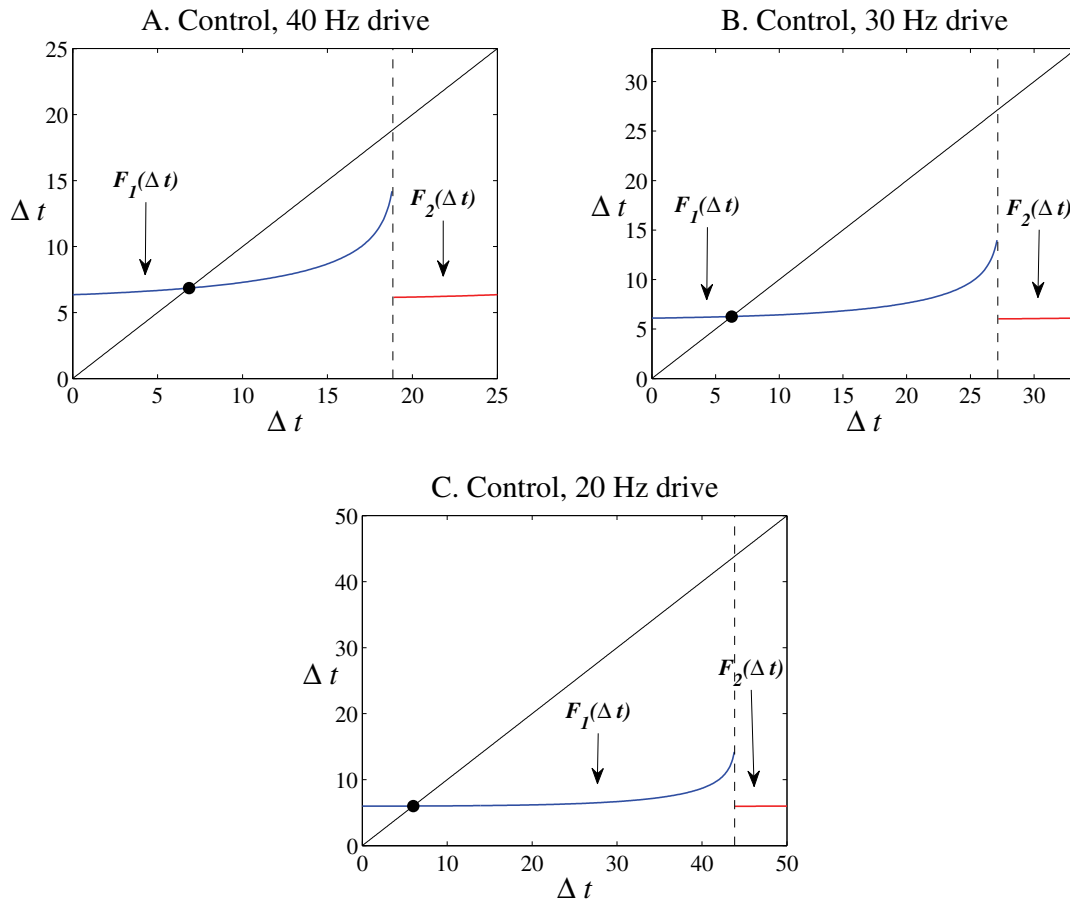 A. Control, 40 Hz drive
25
20
15
10
5
0
Δ t
F1(Δ t)
F2(Δ t)
0 5 10 15 20 25
Δ t
B. Control, 30 Hz drive
30
25
20
15
10
5
0
Δ t
F1(Δ t)
F2(Δ t)
0 5 10 15 20 25 30
Δ t
C. Control, 20 Hz drive
50
40
30
20
10
0
Δ t
F1(Δ t)
F2(Δ t)
0 10 20 30 40 50
Δ t